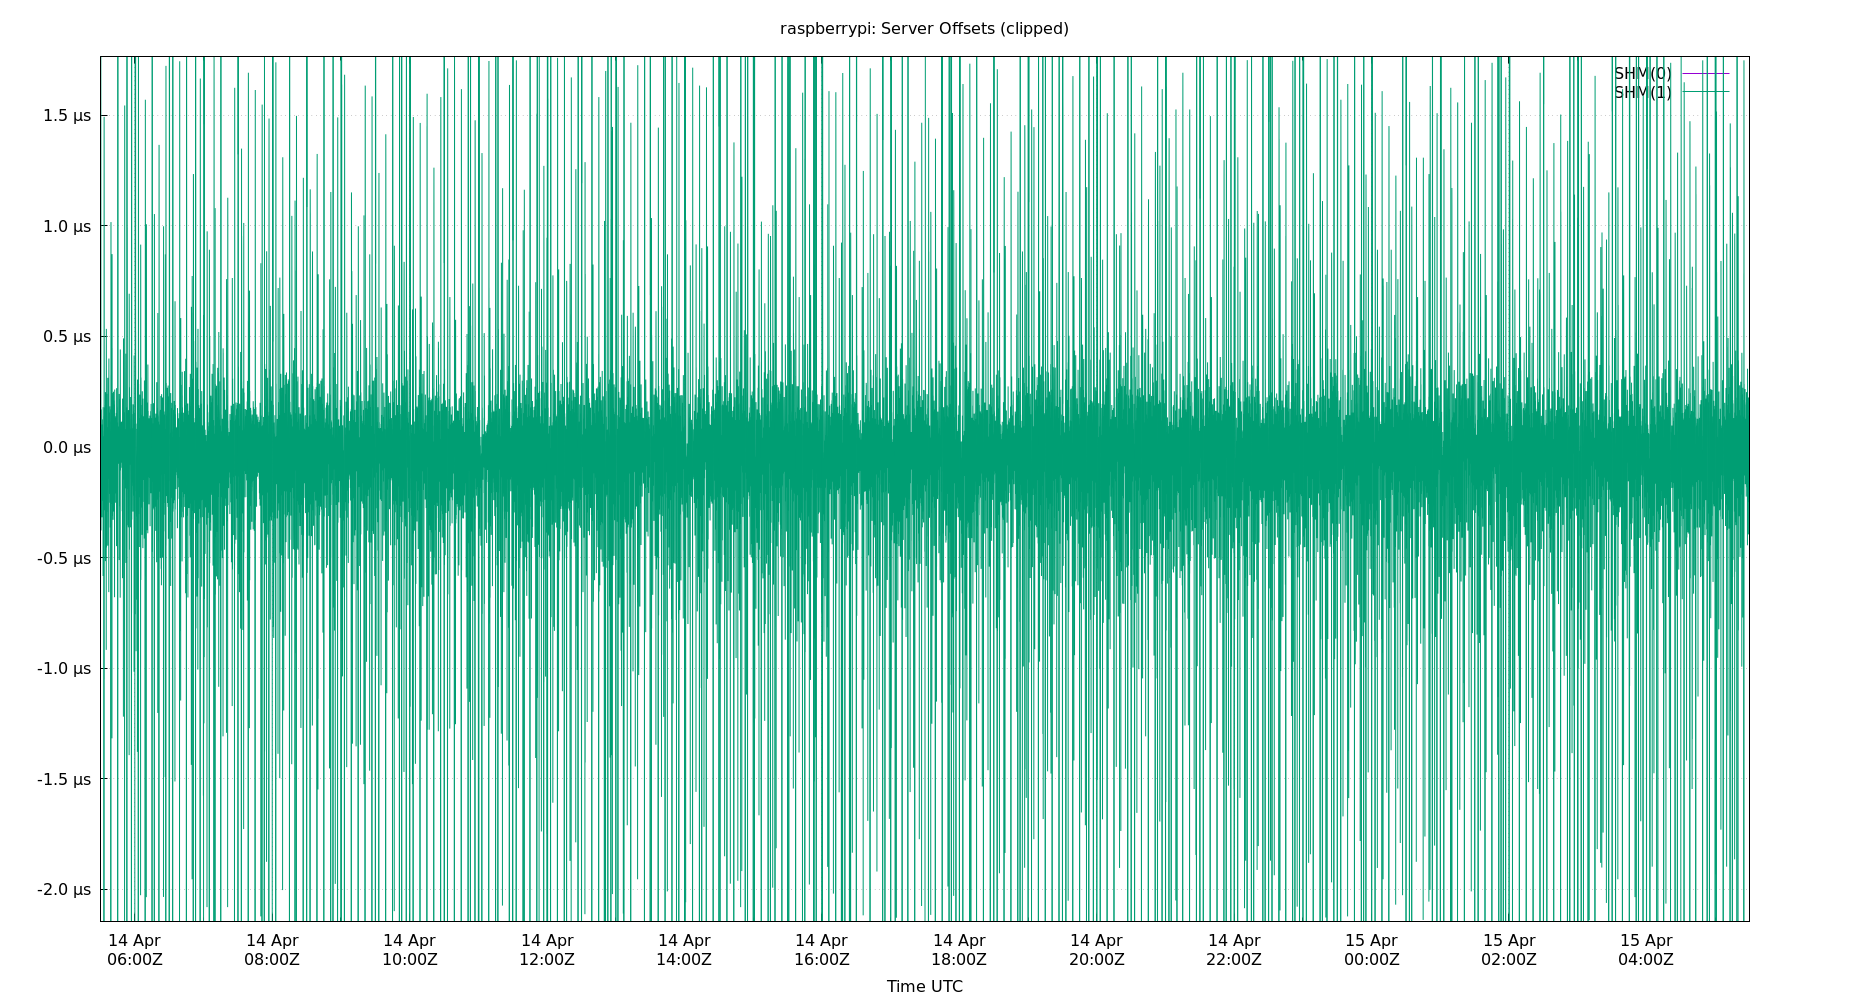 raspberrypi: Server Offsets (clipped)
SHM(0)
SHM(1)
1.5 µs
1.0 µs
0.5 µs
0.0 µs
-0.5 µs
-1.0 µs
-1.5 µs
-2.0 µs
14 Apr 14 Apr 14 Apr 14 Apr 14 Apr 14 Apr 14 Apr 14 Apr 14 Apr 15 Apr 15 Apr 15 Apr
06:00Z 08:00Z 10:00Z 12:00Z 14:00Z 16:00Z 18:00Z 20:00Z 22:00Z 00:00Z 02:00Z 04:00Z
Time UTC